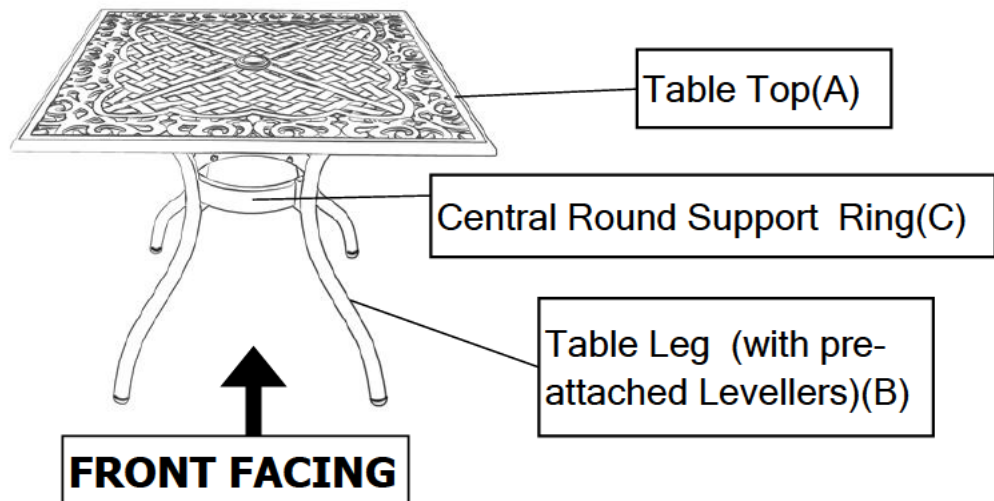 Table Top(A)
Central Round Support Ring(C)
Table Leg (with pre-
attached Levellers)(B)
FRONT FACING